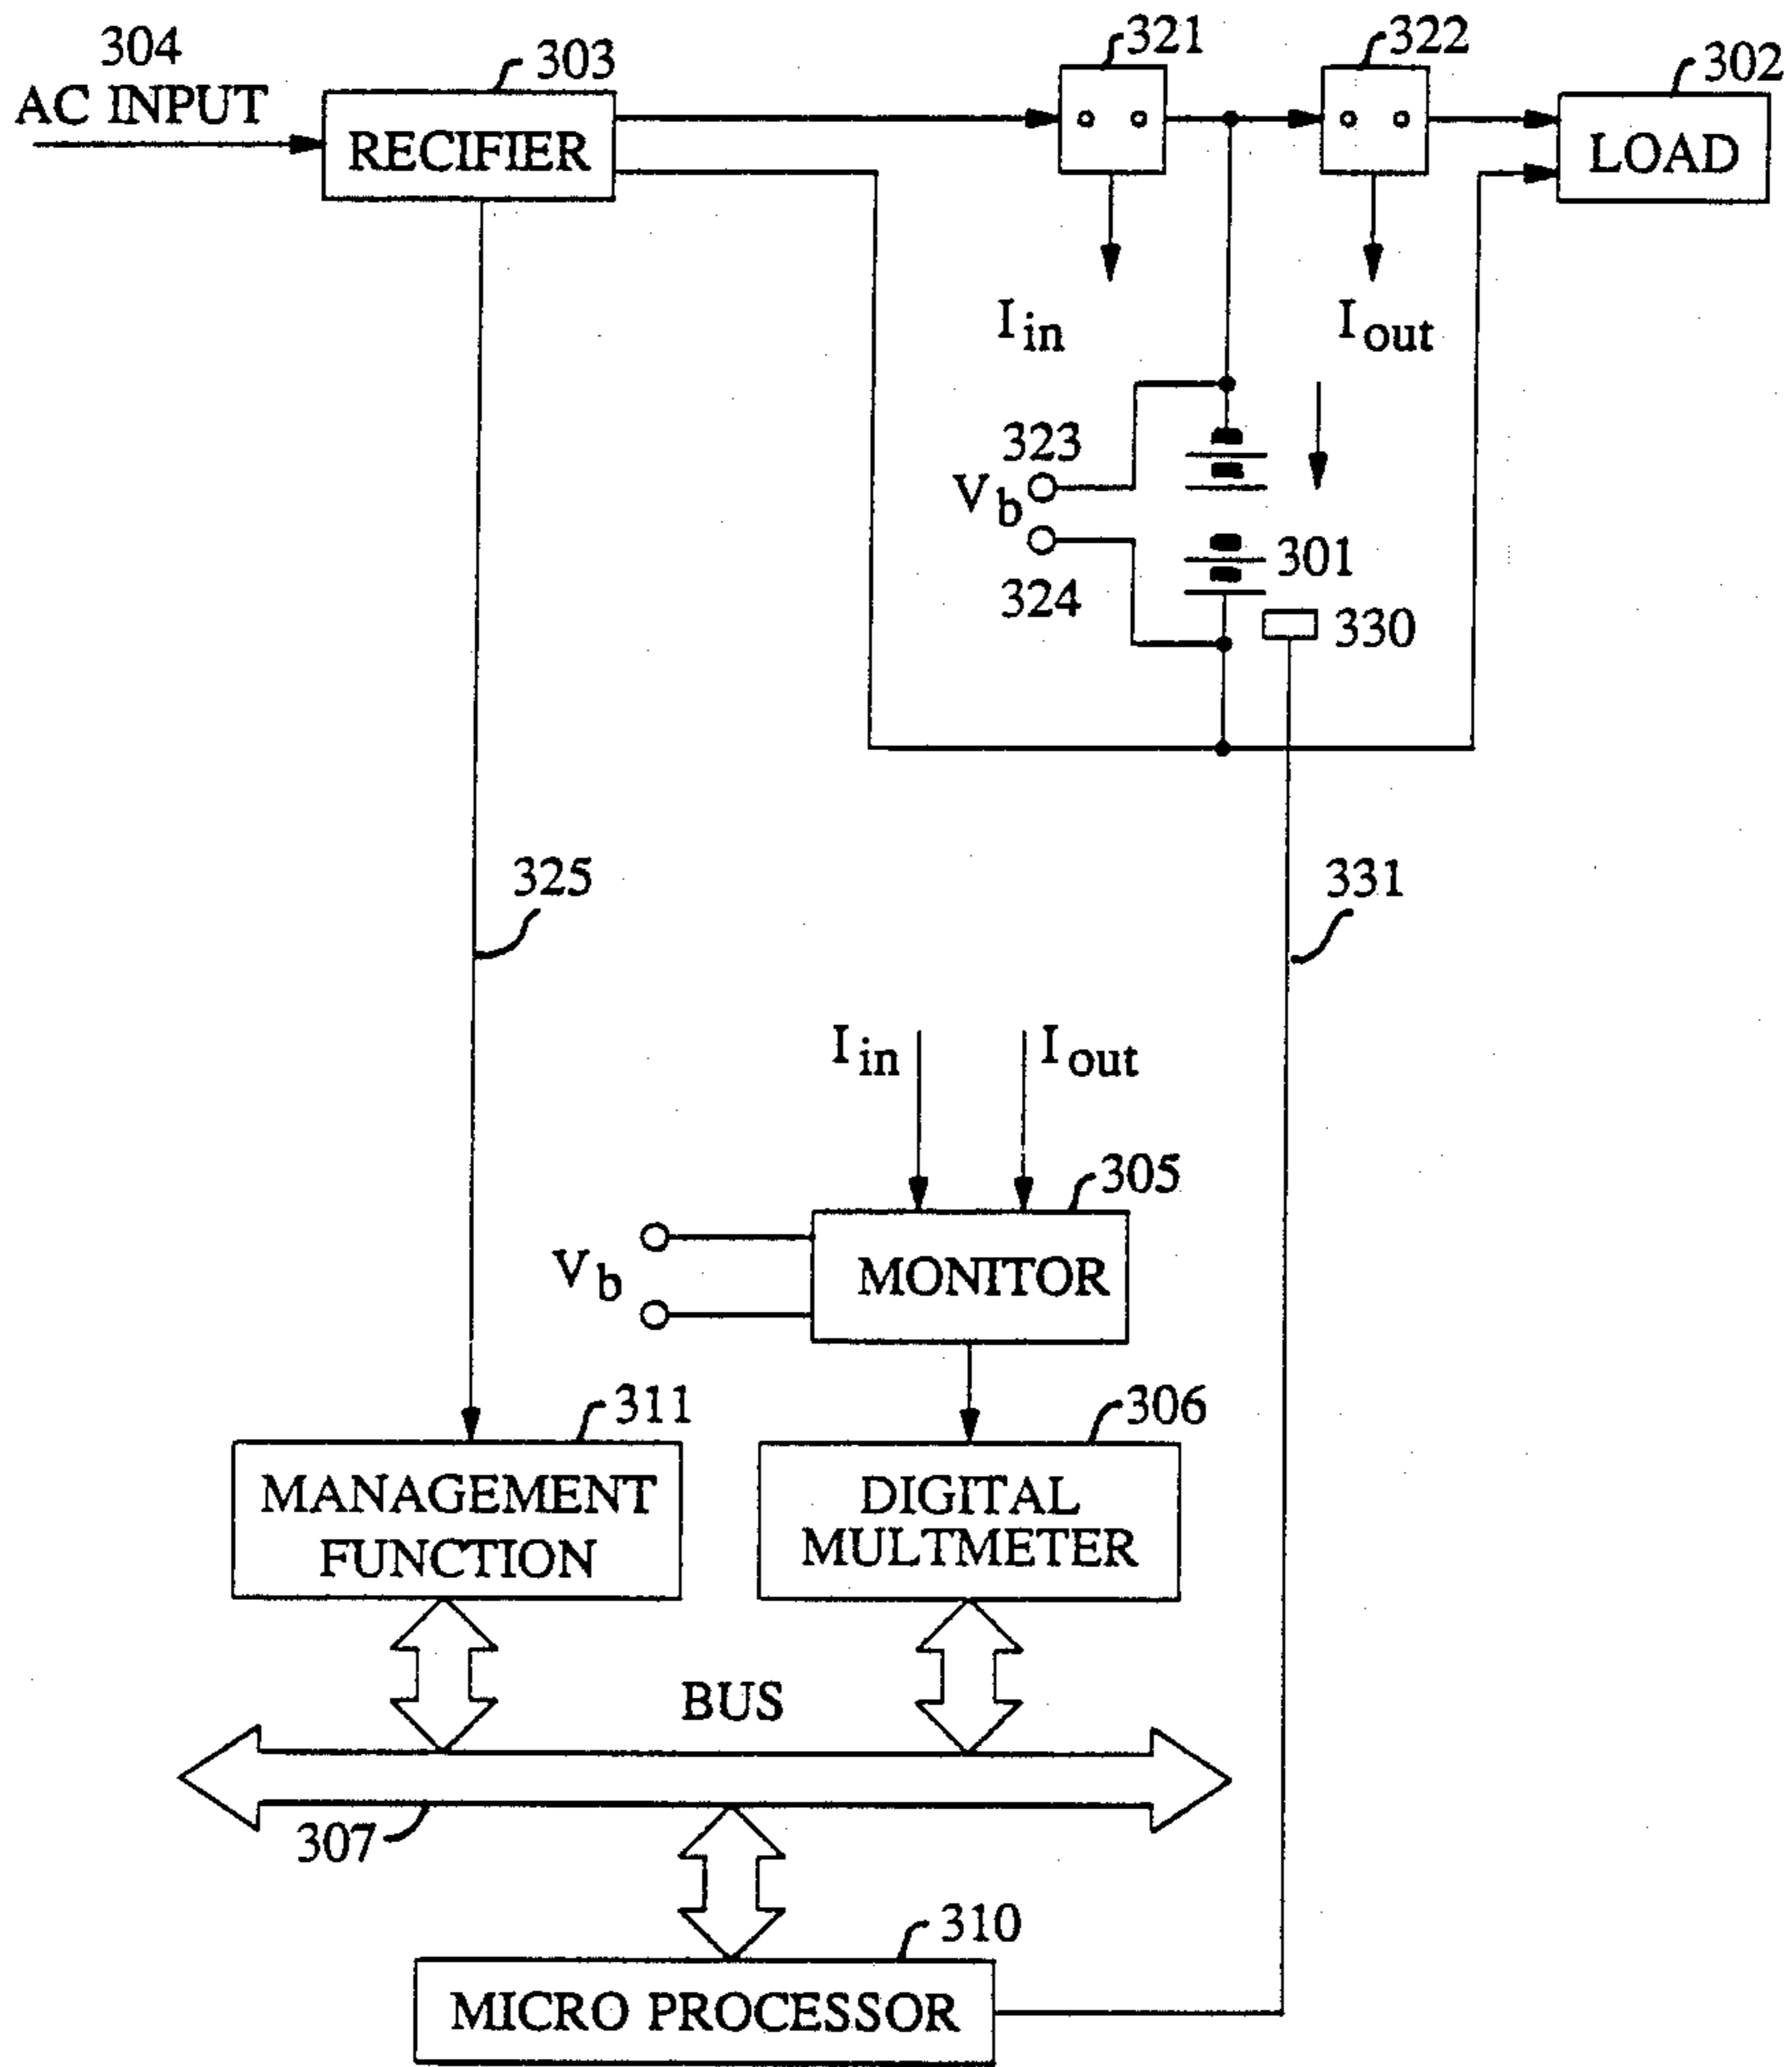 304
AC INPUT
303
RECIFIER
321
322
302
LOAD
I in
I out
323
V b
324
301
330
325
331
I in
I out
305
V b
MONITOR
311
306
MANAGEMENT
FUNCTION
DIGITAL
MULTMETER
BUS
307
310
MICRO PROCESSOR